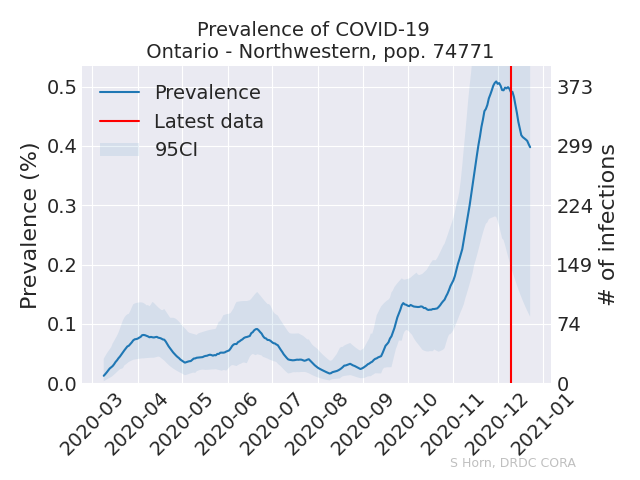 Prevalence of COVID-19
Ontario - Northwestern, pop. 74771
Prevalence
Latest data
95CI
Prevalence (%)
0.5
0.4
0.3
0.2
0.1
0.0
373
299
224
149
74
0
# of infections
2020-03
2020-04
2020-05
2020-06
2020-07
2020-08
2020-09
2020-10
2020-11
2020-12
2021-01
S Horn, DRDC CORA